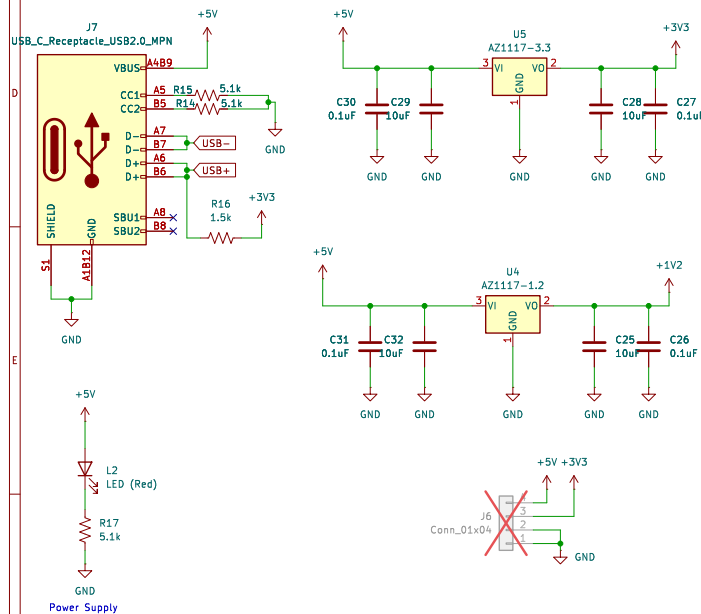 J7
USB_C_Receptacle_USB2.0_MPN
+5V
VBUS
A4B9
CC1
A5
R15
5.1k
CC2
B5
R14
5.1k
GND
D-
A7
D-
B7
USB-
D+
A6
D+
B6
USB+
R16
1.5k
+3V3
SBU1
A8
SBU2
B8
SHIELD
GND
S1
A1B12
GND
D
E
+5V
U5
AZ1117-3.3
+3V3
3
VI
VO
2
GND
1
C30
0.1uF
C29
10uF
C28
10uF
C27
0.1u
GND
GND
GND
GND
GND
+5V
U4
AZ1117-1.2
+1V2
3
VI
VO
2
GND
1
C31
0.1uF
C32
10uF
C25
10uF
C26
0.1uF
GND
GND
GND
GND
GND
+5V
L2
LED (Red)
R17
5.1k
GND
Power Supply
+5V
+3V3
J6
Conn_01x04
4
3
2
1
GND